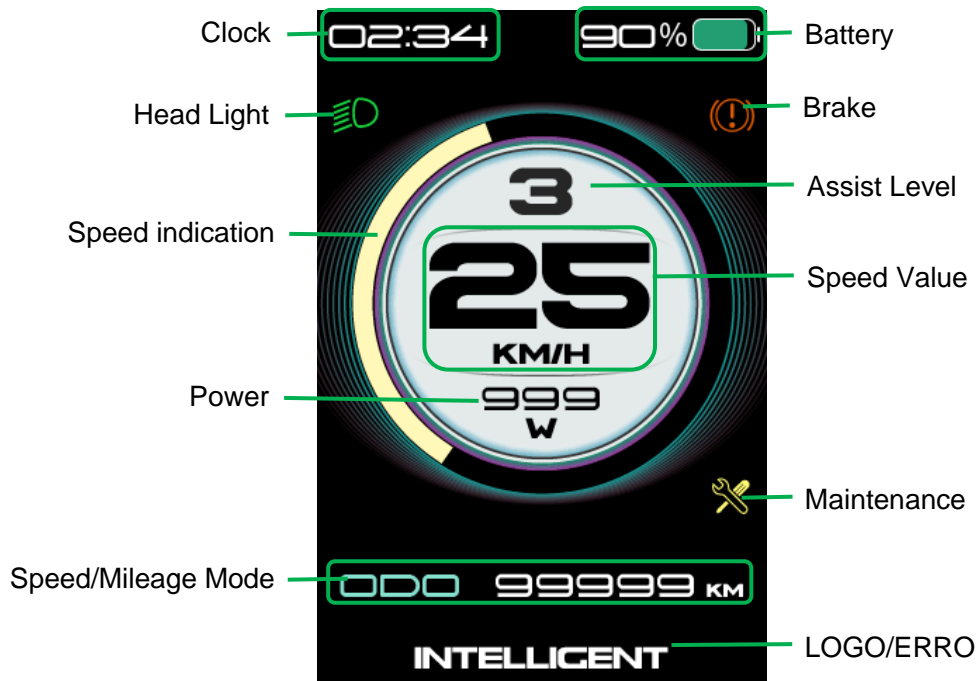 Clock
02:34
90%
Battery
Head Light
Brake
3
Assist Level
Speed indication
25
KM/H
Speed Value
Power
999
W
Maintenance
Speed/Mileage Mode
ODO 99999 KM
INTELLIGENT
LOGO/ERRO